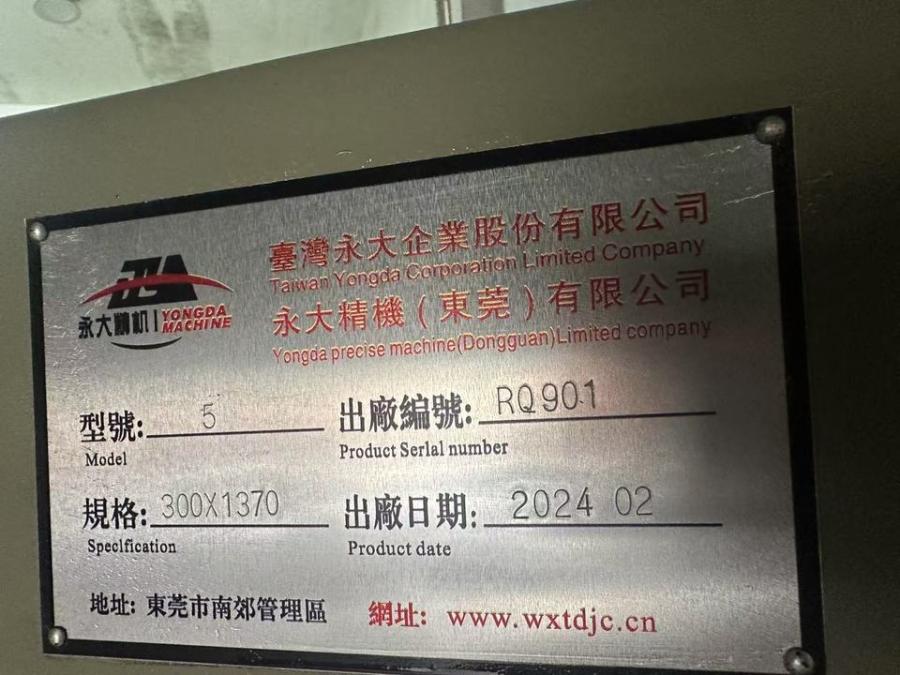 臺灣永大企業股份有限公司
Taiwan Yongda Corporation Limited Company
永大精機(東莞)有限公司
Yongda precise machine(Dongguan)Limited company
永大精机 YONGDA MACHINE
型號: 5 出廠編號: RQ901
Model Product Serial number
規格: 300X1370 出廠日期: 2024 02
Speclfication Product date
地址: 東莞市南郊管理區 網址: www.wxtdjc.cn